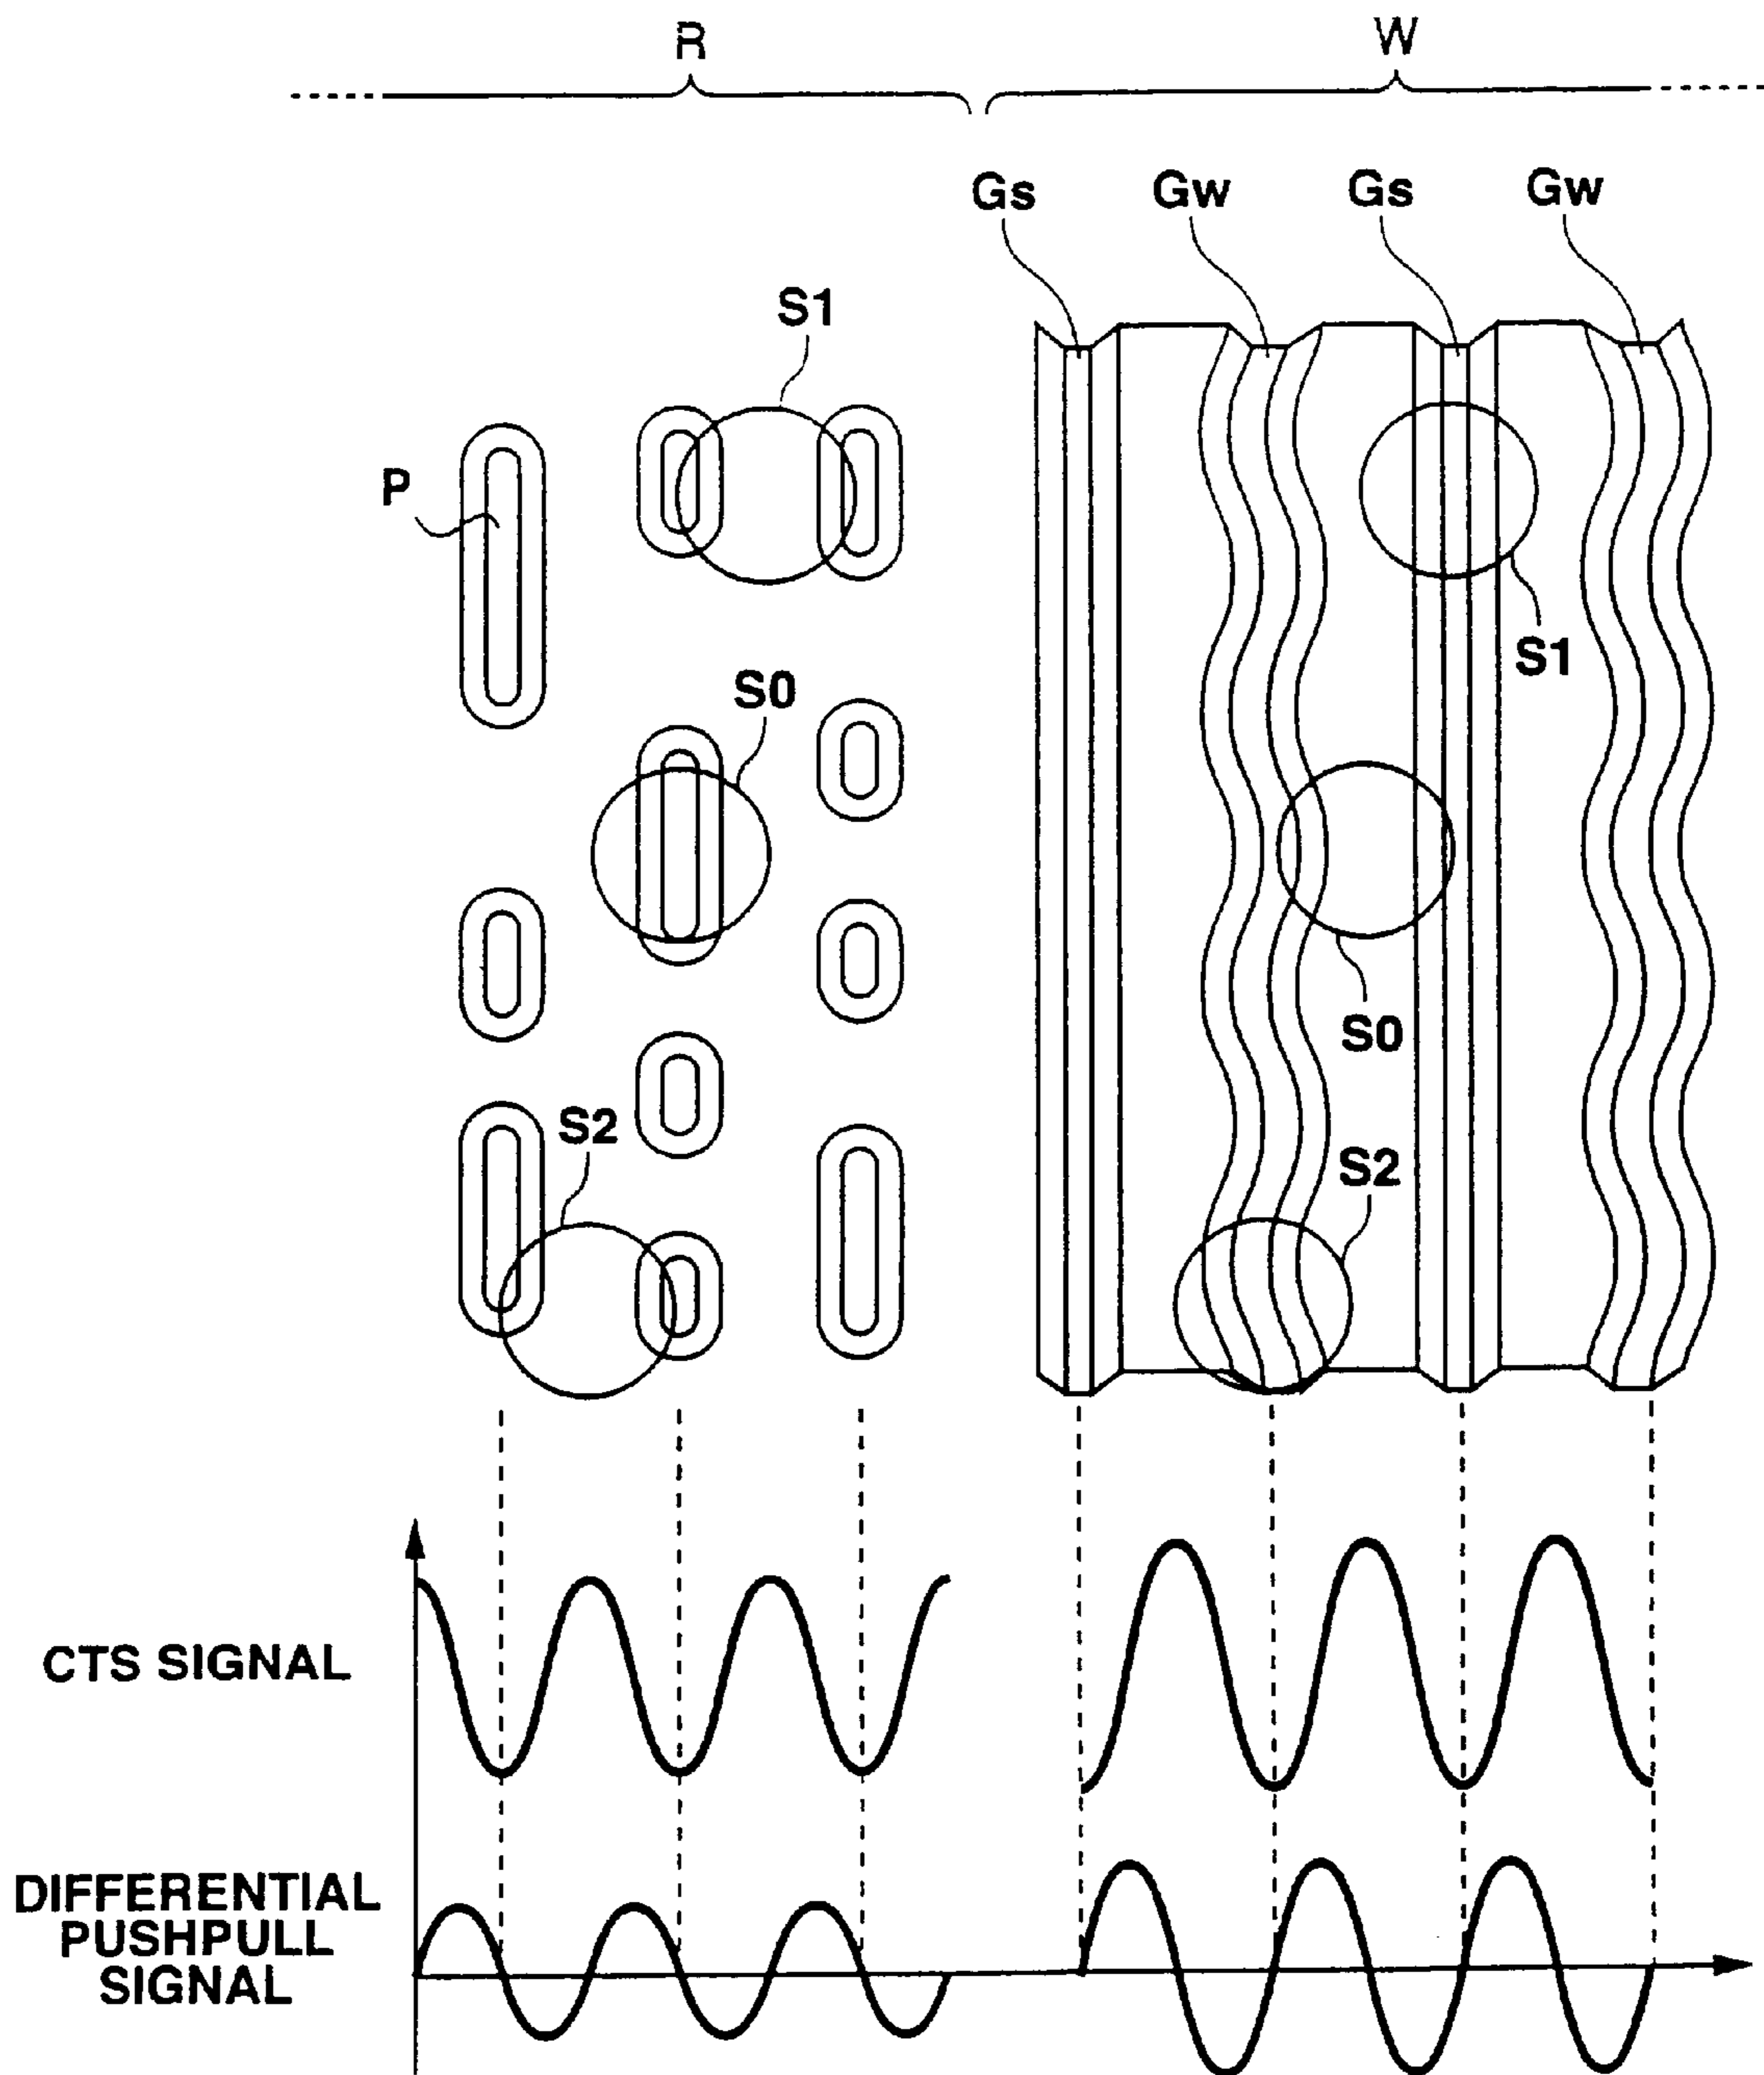 R
W
Gs
Gw
Gs
Gw
S1
P
S1
S0
S0
S2
S2
CTS SIGNAL
DIFFERENTIAL
PUSHPULL
SIGNAL